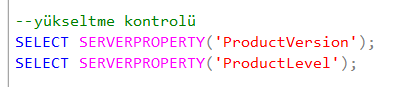 --yükseltme kontrolü
SELECT SERVERPROPERTY('ProductVersion');
SELECT SERVERPROPERTY('ProductLevel');